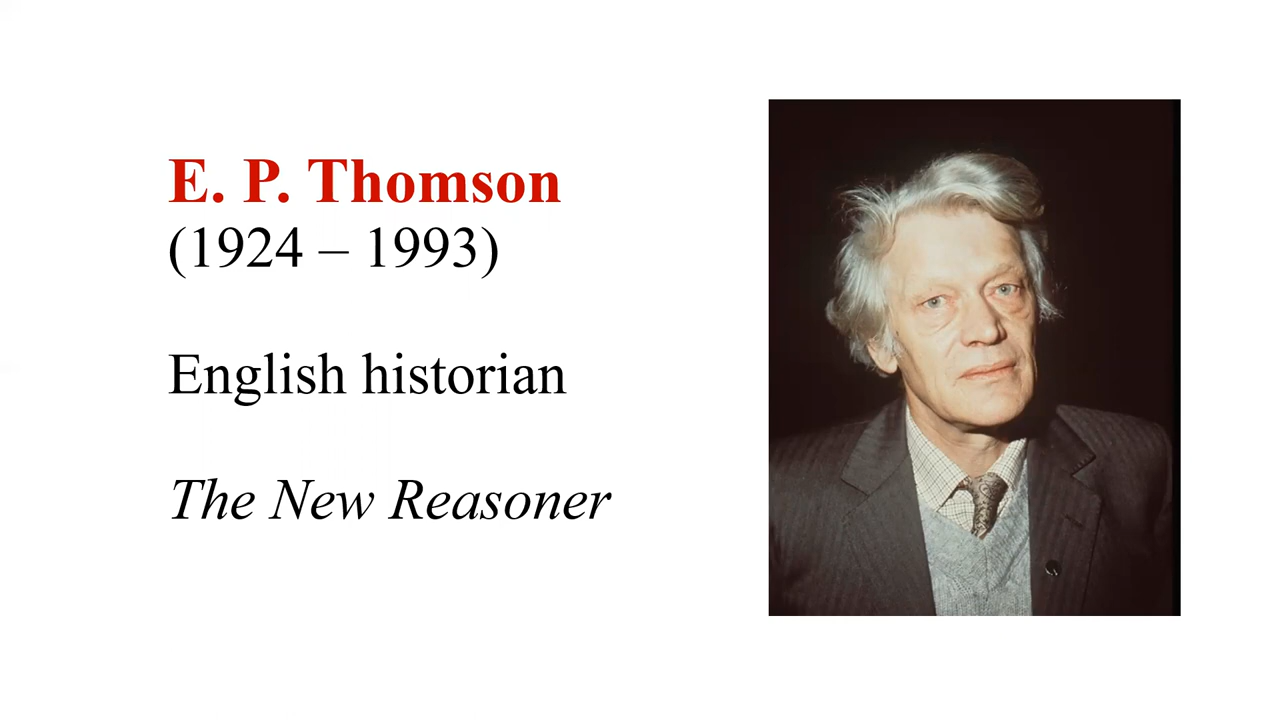 E. P. Thomson
(1924 – 1993)
English historian
The New Reasoner